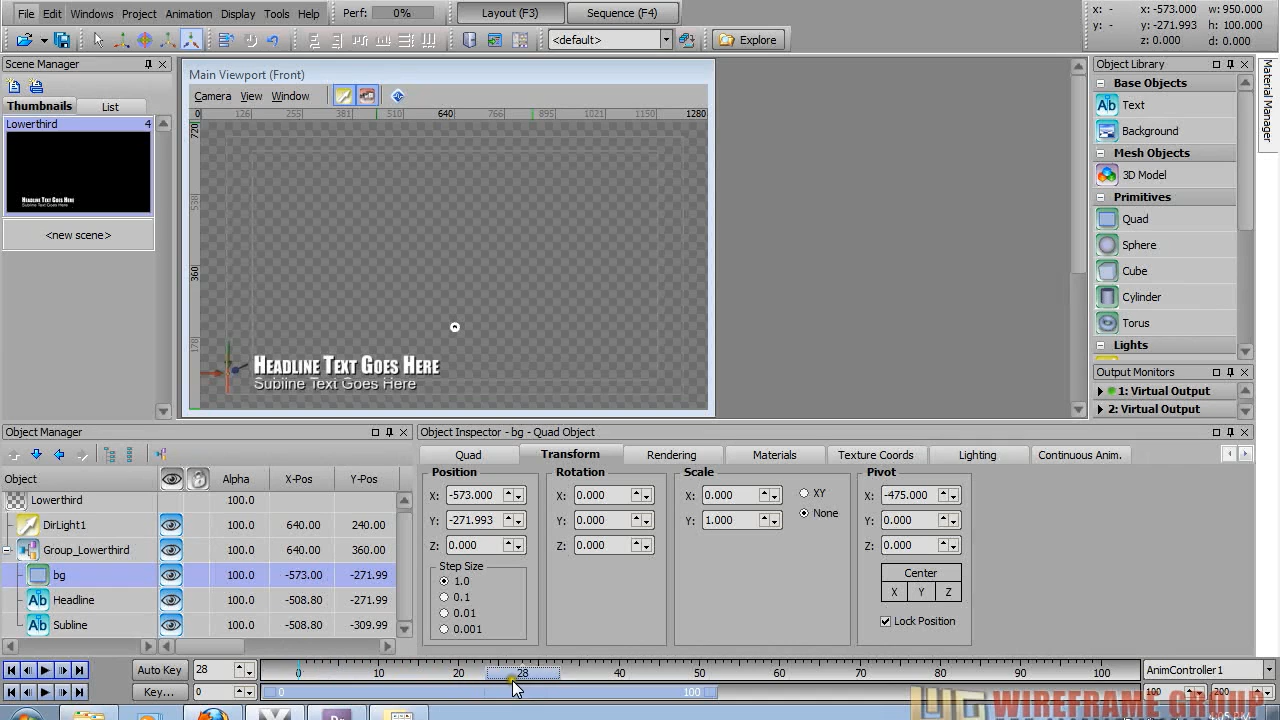 File Edit Windows Project Animation Display Tools Help Perf: 0% Layout (F3) Sequence (F4)
x: x: -573.000 w: 950.000
y: y: -271.993 h: 100.000
z: 0.000 d: 0.000
<default> Explore
Scene Manager
Thumbnails List
Lowerthird 4
HEADLINE TEXT GOES HERE
Subline Text Goes Here
<new scene>
Main Viewport (Front)
Camera View Window
0 126 255 381 510 640 766 895 1021 1150 1280
720
530
360
170
HEADLINE TEXT GOES HERE
Subline Text Goes Here
Object Library
Base Objects
Text
Background
Mesh Objects
3D Model
Primitives
Quad
Sphere
Cube
Cylinder
Torus
Lights
Material Manager
Output Monitors
1: Virtual Output
2: Virtual Output
Object Manager
Object Alpha X-Pos Y-Pos
Lowerthird 100.0
DirLight1 100.0 640.00 240.00
Group_Lowerthird 100.0 640.00 360.00
bg 100.0 -573.00 -271.99
Headline 100.0 -508.80 -271.99
Subline 100.0 -508.80 -309.99
Object Inspector - bg - Quad Object
Quad Transform Rendering Materials Texture Coords Lighting Continuous Anim.
Position Rotation Scale Pivot
X: -573.000 X: 0.000 X: 0.000 XY X: -475.000
Y: -271.993 Y: 0.000 Y: 1.000 None Y: 0.000
Z: 0.000 Z: 0.000 Z: 0.000
Step Size
1.0
0.1
0.01
0.001
Center
X Y Z
Lock Position
Auto Key 28 0 10 20 28 40 50 60 70 80 90 100 AnimController1
Key... 0 0 100 100 200
WIREFRAME GROUP